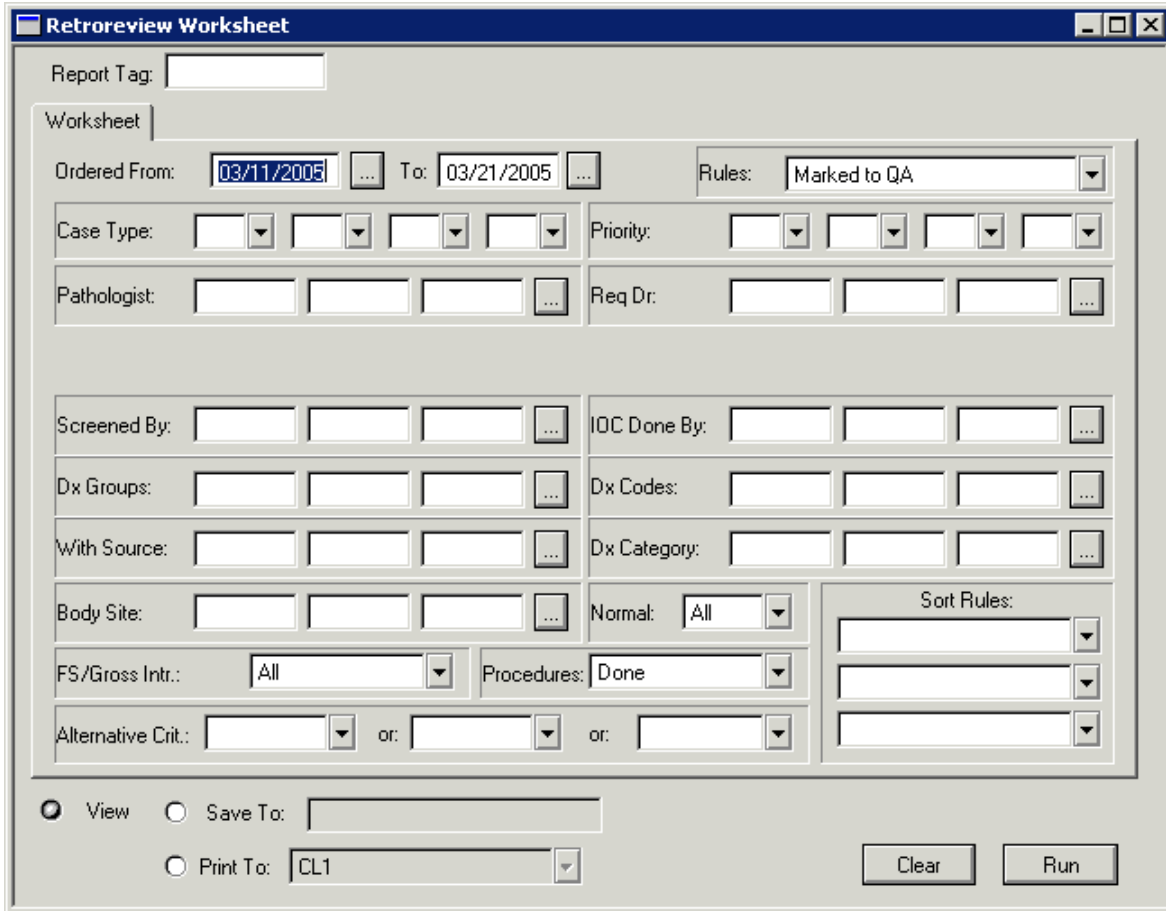 Retroreview Worksheet
Report Tag:
Worksheet
Ordered From: 03/11/2005 ... To: 03/21/2005 ... Rules: Marked to QA
Case Type: Priority:
Pathologist: ... Req Dr: ...
Screened By: ... IOC Done By: ...
Dx Groups: ... Dx Codes: ...
With Source: ... Dx Category: ...
Body Site: ... Normal: All Sort Rules:
FS/Gross Intr.: All Procedures: Done
Alternative Crit.: or: or:
View Save To:
Print To: CL1 Clear Run